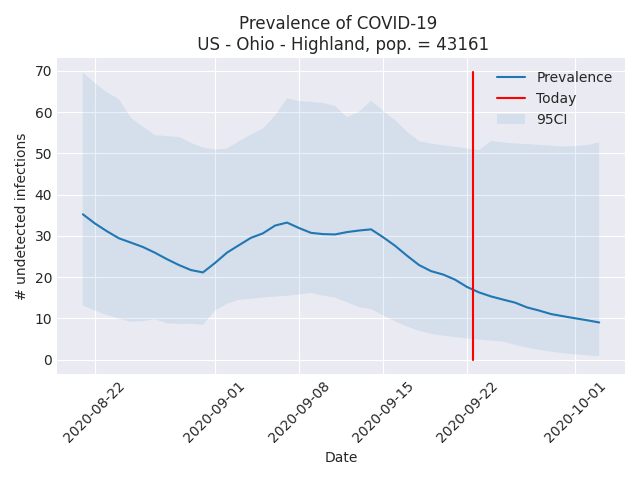 Prevalence of COVID-19
US - Ohio - Highland, pop. = 43161
# undetected infections
70
60
50
40
30
20
10
0
Prevalence
Today
95CI
2020-08-22
2020-09-01
2020-09-08
2020-09-15
2020-09-22
2020-10-01
Date